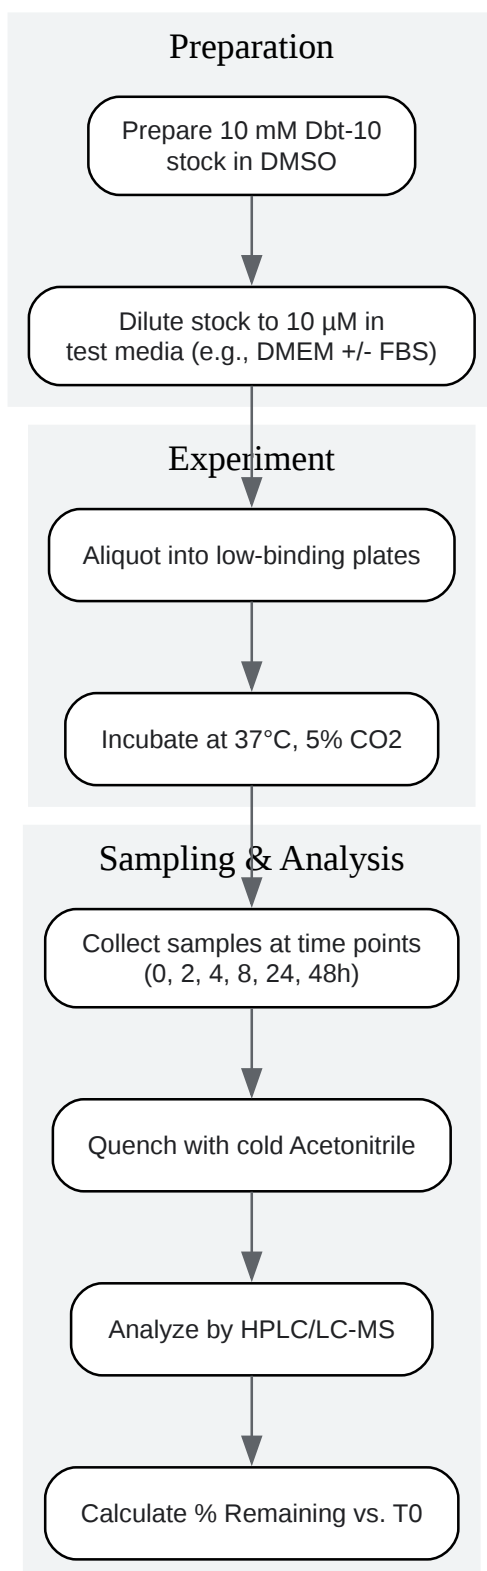 Preparation
Prepare 10 mM Dbt-10
stock in DMSO
Dilute stock to 10 µM in
test media (e.g., DMEM +/- FBS)
Experiment
Aliquot into low-binding plates
Incubate at 37°C, 5% CO2
Sampling & Analysis
Collect samples at time points
(0, 2, 4, 8, 24, 48h)
Quench with cold Acetonitrile
Analyze by HPLC/LC-MS
Calculate % Remaining vs. T0